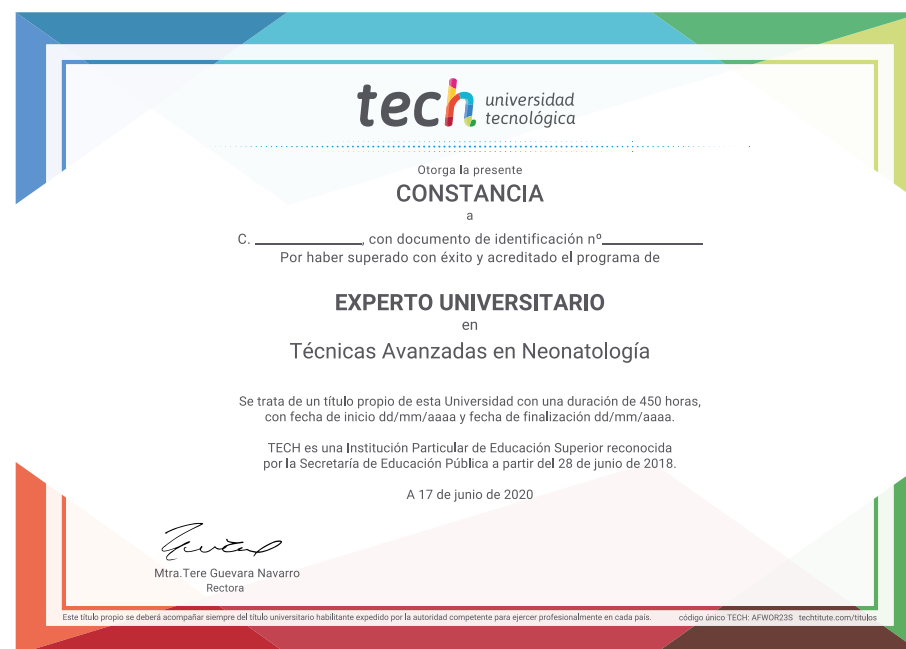 tech universidad
tecnológica
Otorga la presente
CONSTANCIA
a
C. ______________, con documento de identificación nº_____________
Por haber superado con éxito y acreditado el programa de
EXPERTO UNIVERSITARIO
en
Técnicas Avanzadas en Neonatología
Se trata de un título propio de esta Universidad con una duración de 450 horas,
con fecha de inicio dd/mm/aaaa y fecha de finalización dd/mm/aaaa.
TECH es una Institución Particular de Educación Superior reconocida
por la Secretaría de Educación Pública a partir del 28 de junio de 2018.
A 17 de junio de 2020
Mtra.Tere Guevara Navarro
Rectora
Este título propio se deberá acompañar siempre del título universitario habilitante expedido por la autoridad competente para ejercer profesionalmente en cada país. código único TECH: AFWOR23S techtitute.com/titulos